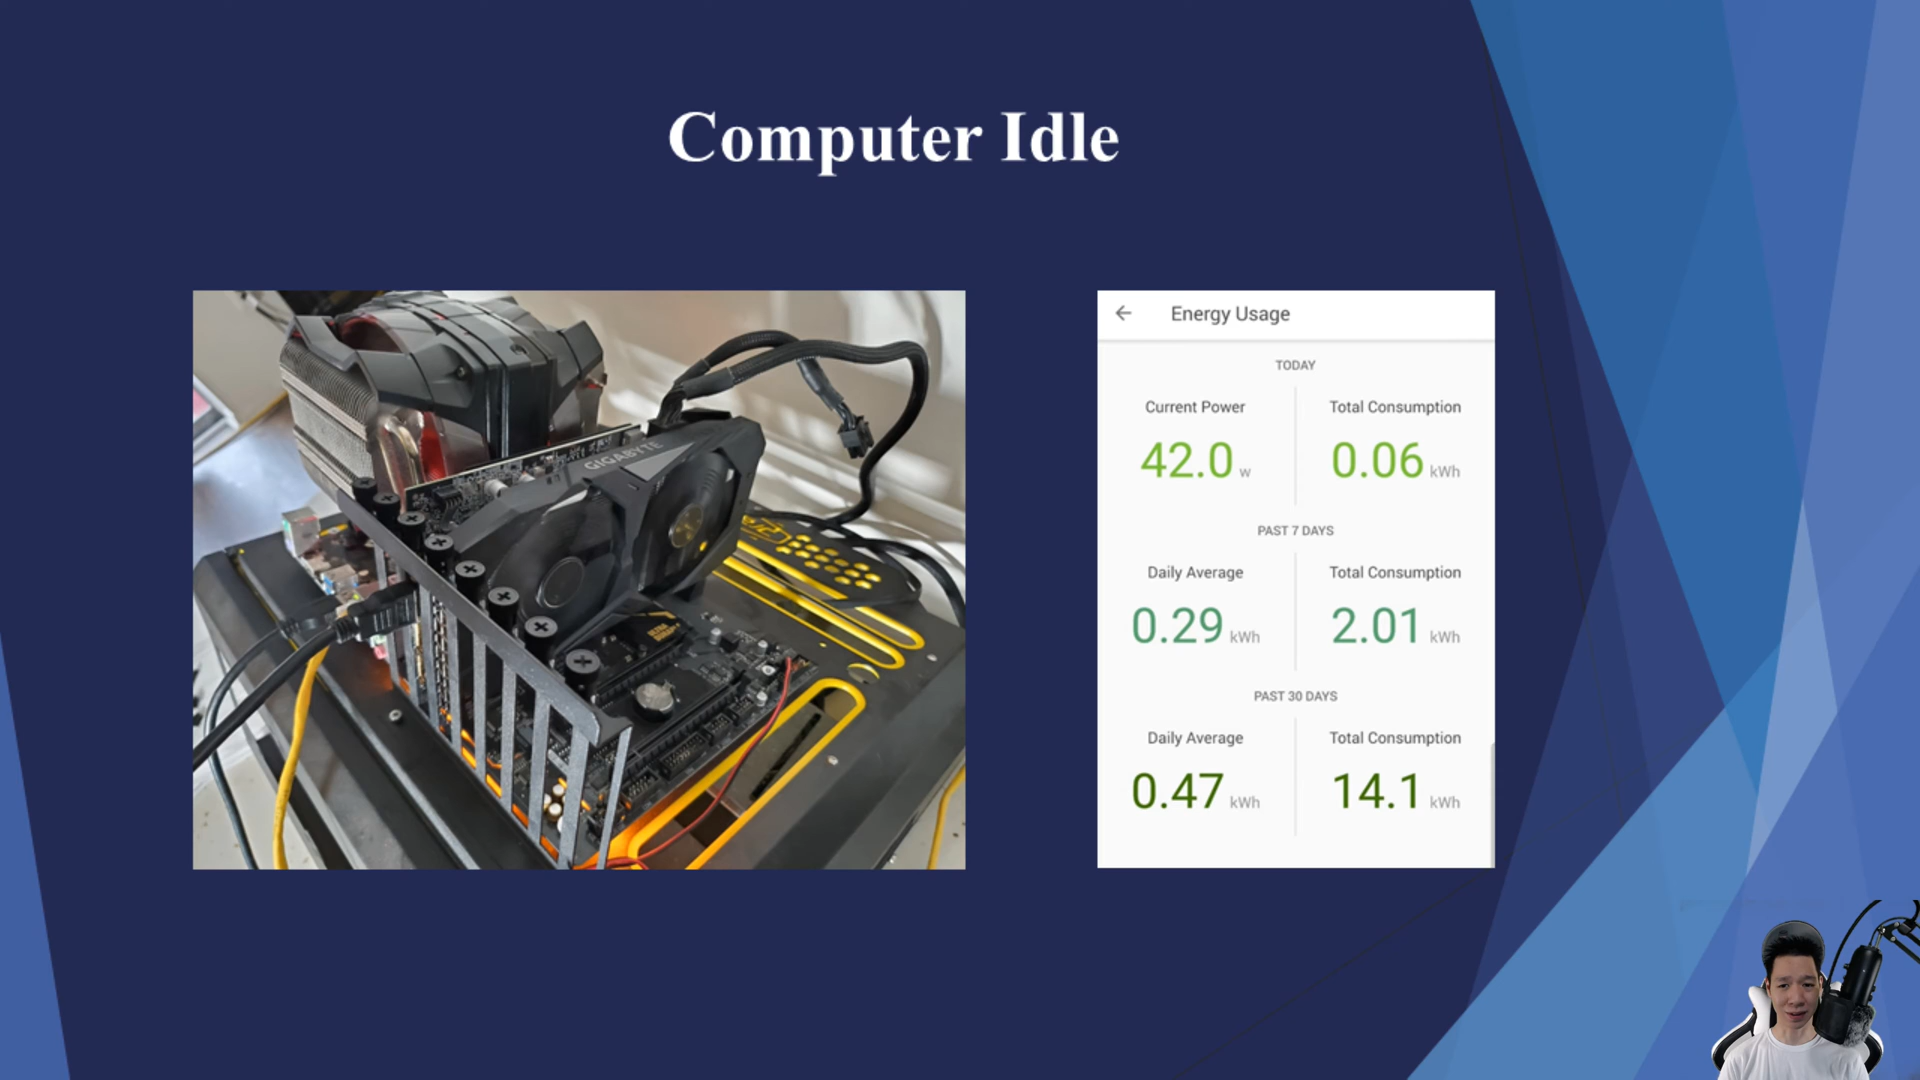 Computer Idle
GIGABYTE
Energy Usage
TODAY
Current Power
Total Consumption
42.0 w
0.06 kWh
PAST 7 DAYS
Daily Average
Total Consumption
0.29 kWh
2.01 kWh
PAST 30 DAYS
Daily Average
Total Consumption
0.47 kWh
14.1 kWh